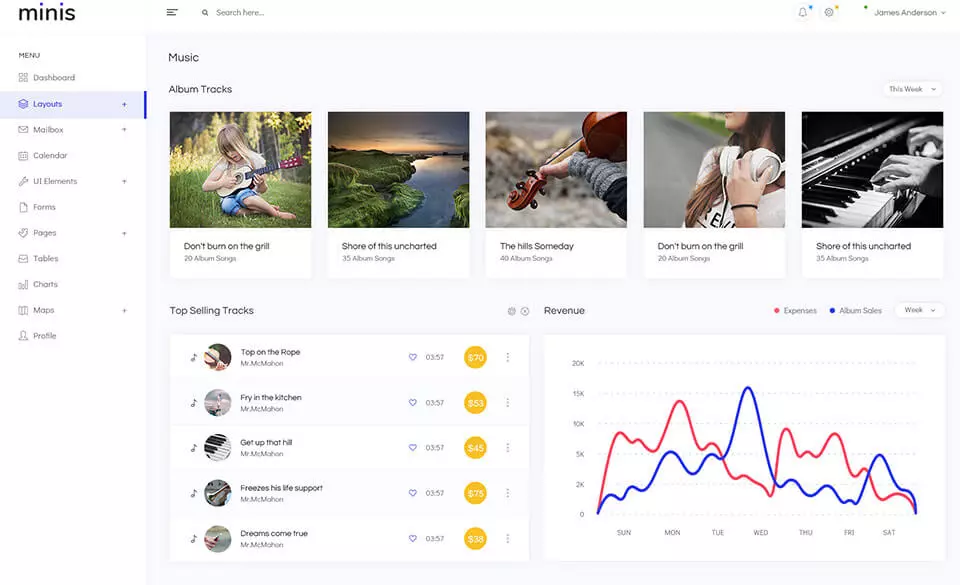 minis
Search here...
James Anderson
MENU
Dashboard
Layouts +
Mailbox +
Calendar
UI Elements +
Forms
Pages +
Tables
Charts
Maps +
Profile
Music
Album Tracks
This Week
Don't burn on the grill
20 Album Songs
Shore of this uncharted
35 Album Songs
The hills Someday
40 Album Songs
Don't burn on the grill
20 Album Songs
Shore of this uncharted
35 Album Songs
Top Selling Tracks
Top on the Rope
Mr.McMahon
03:57
$70
Fry in the kitchen
Mr.McMahon
03:57
$53
Get up that hill
Mr.McMahon
03:57
$45
Freezes his life support
Mr.McMahon
03:57
$75
Dreams come true
Mr.McMahon
03:57
$38
Revenue
Expenses
Album Sales
Week
20K
15K
10K
5K
2K
0
SUN MON TUE WED THU FRI SAT